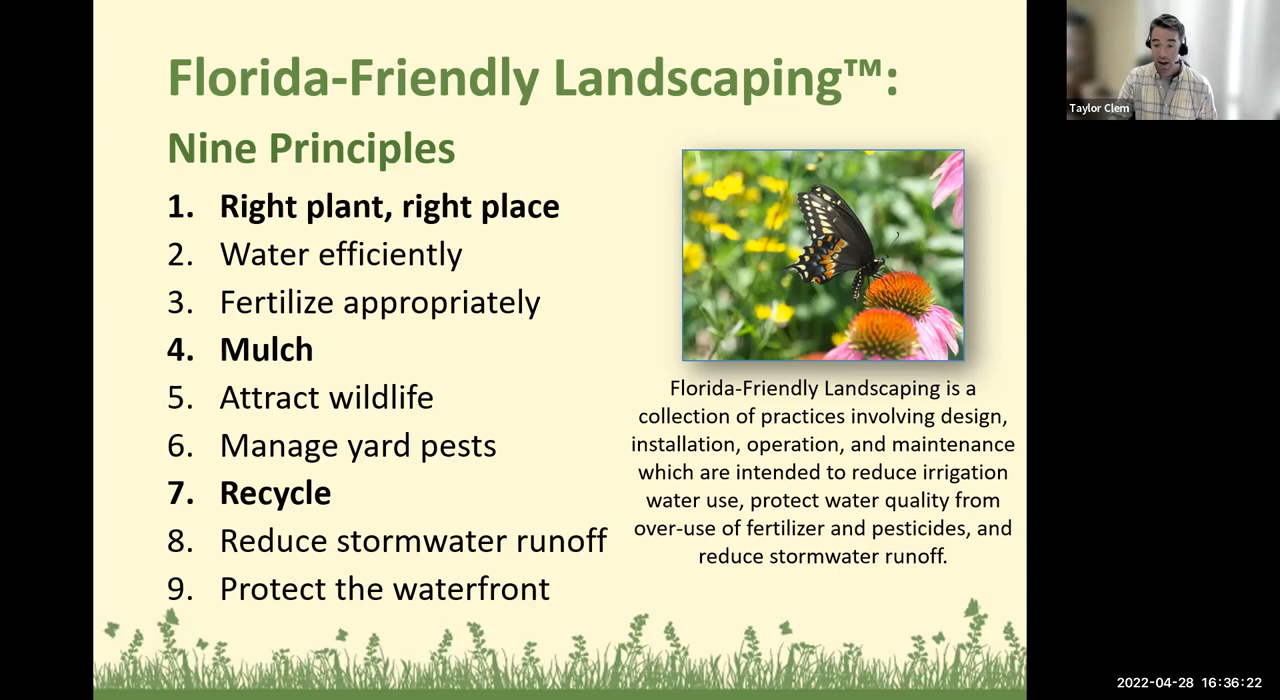 Florida-Friendly Landscaping™:
Nine Principles
1. Right plant, right place
2. Water efficiently
3. Fertilize appropriately
4. Mulch
5. Attract wildlife
6. Manage yard pests
7. Recycle
8. Reduce stormwater runoff
9. Protect the waterfront
Florida-Friendly Landscaping is a
collection of practices involving design,
installation, operation, and maintenance
which are intended to reduce irrigation
water use, protect water quality from
over-use of fertilizer and pesticides, and
reduce stormwater runoff.
Taylor Clem
2022-04-28 16:36:22